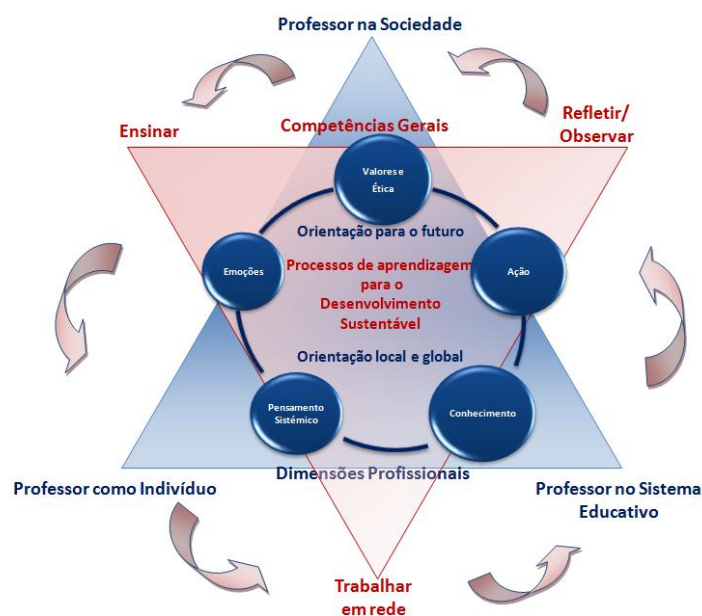 Professor na Sociedade
Ensinar
Competências Gerais
Refletir/
Observar
Valores e
Ética
Orientação para o futuro
Emoções
Processos de aprendizagem
para o
Desenvolvimento
Sustentável
Ação
Orientação local e global
Pensamento
Sistémico
Conhecimento
Dimensões Profissionais
Professor como Indivíduo
Professor no Sistema
Educativo
Trabalhar
em rede